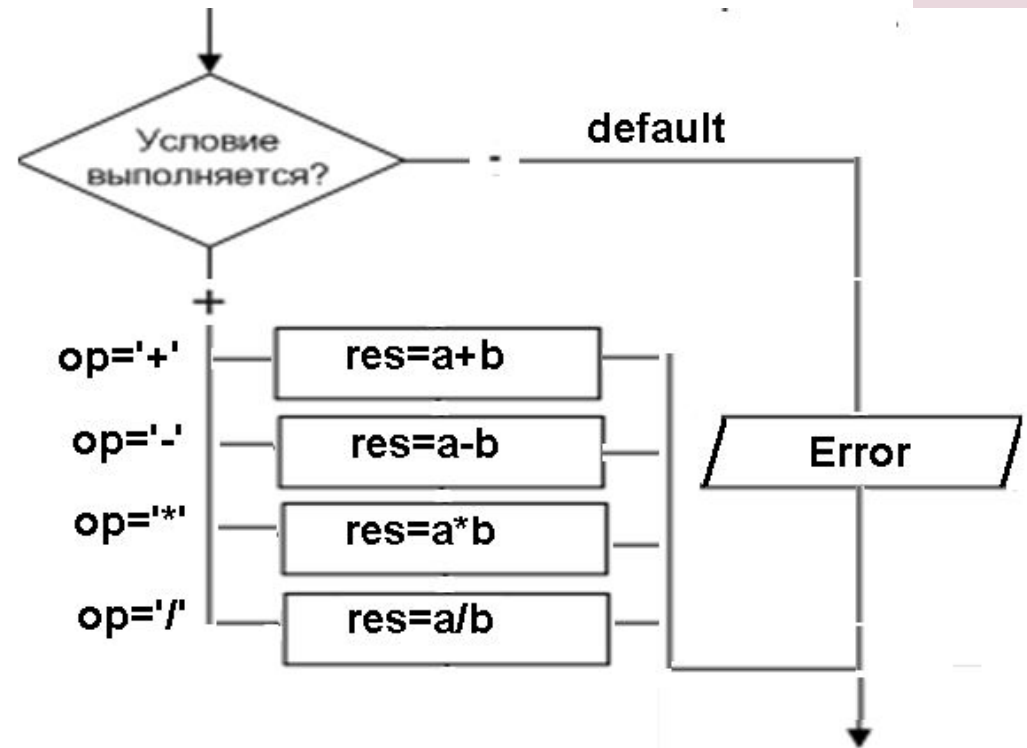 Условие
выполняется?
- default
+
op='+' res=a+b
op='-' res=a-b
Error
op='*' res=a*b
op='/' res=a/b